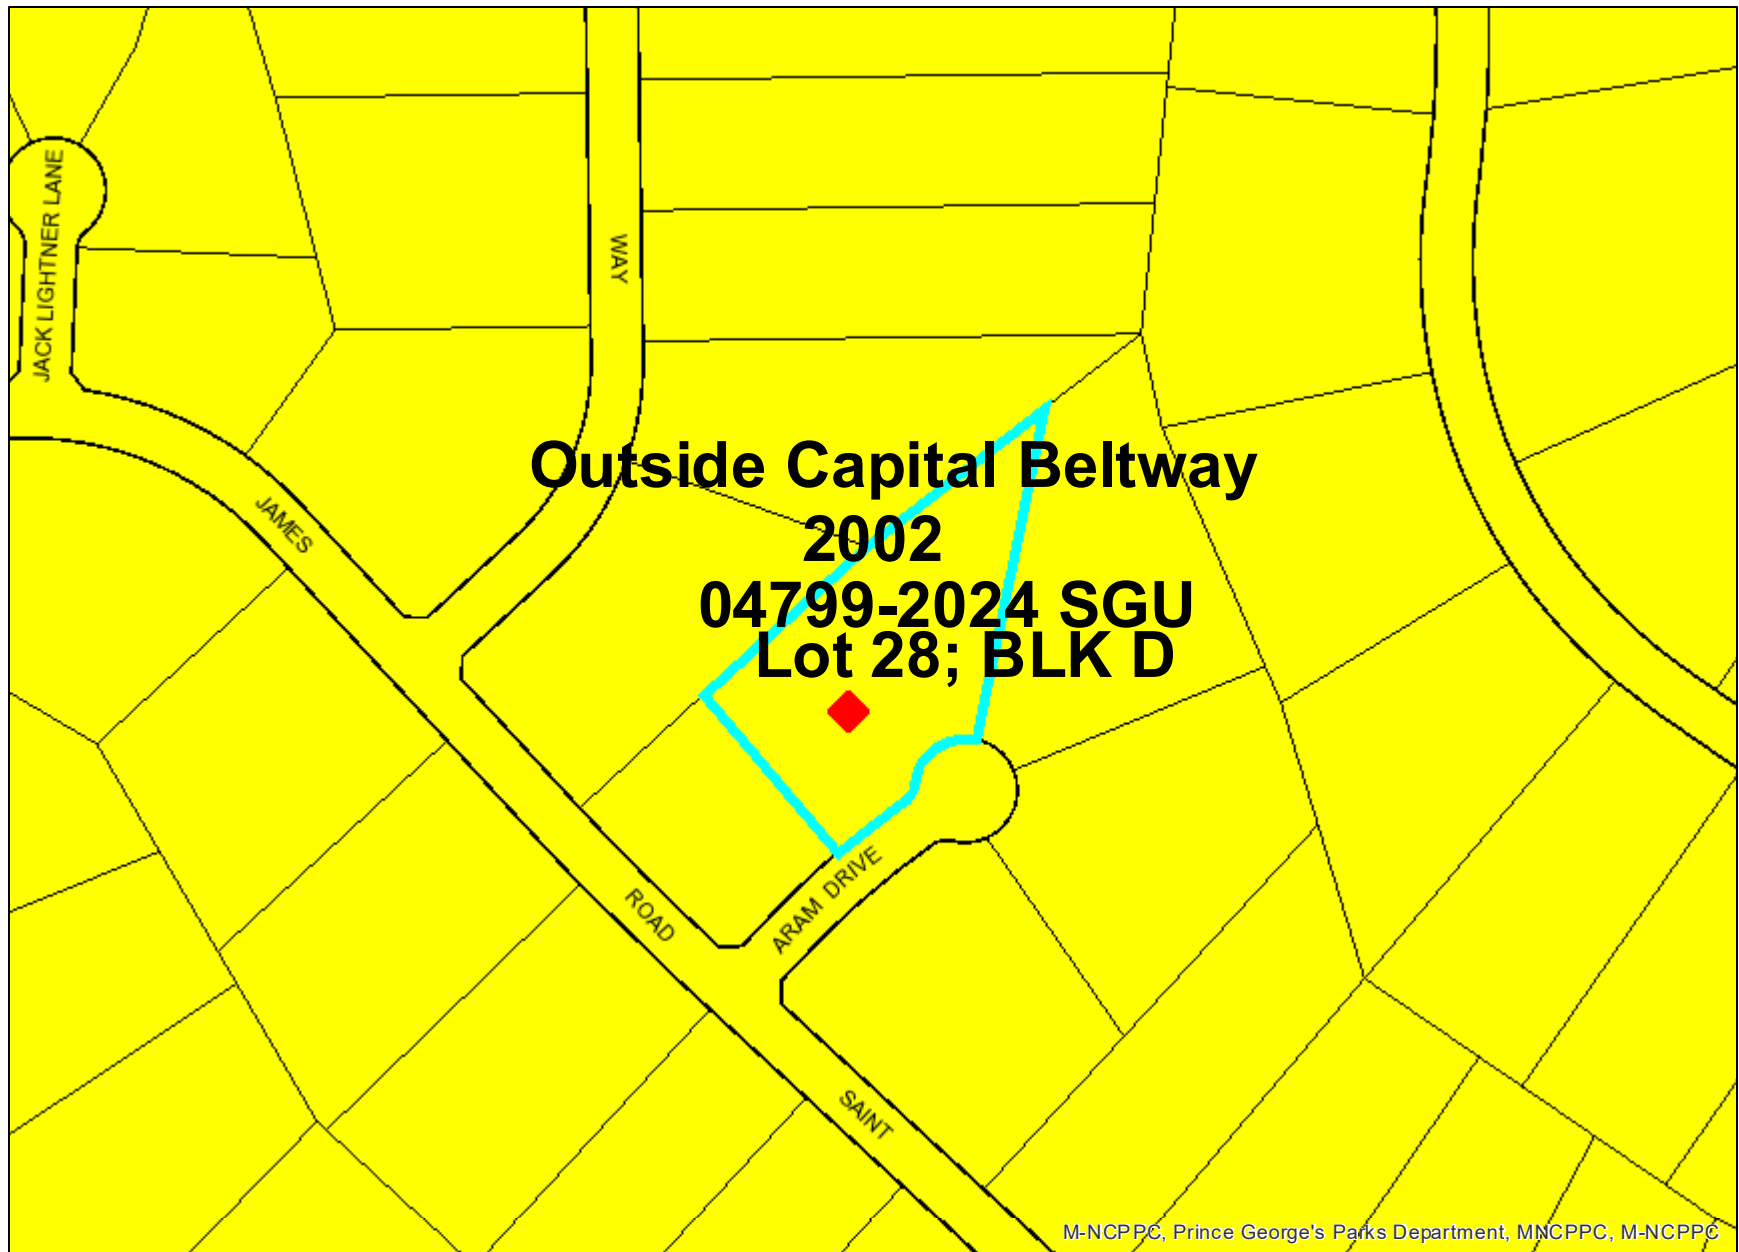 JACK LIGHTNER LANE
WAY
Outside Capital Beltway
2002
04799-2024 SGU
Lot 28; BLK D
JAMES
ROAD
ARAM DRIVE
SAINT
M-NCPPC, Prince George's Parks Department, MNCPPC, M-NCPPC